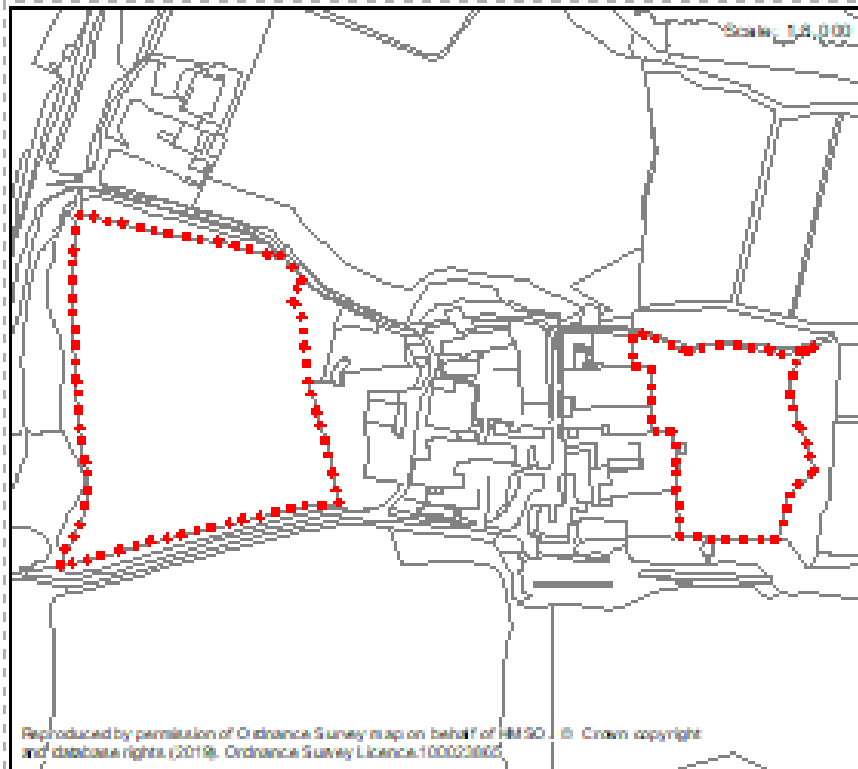 Scale:
Reproduced by permission of Ordnance Survey map on behalf of HMSO. © Crown copyright
and database rights (2019). Ordnance Survey Licence